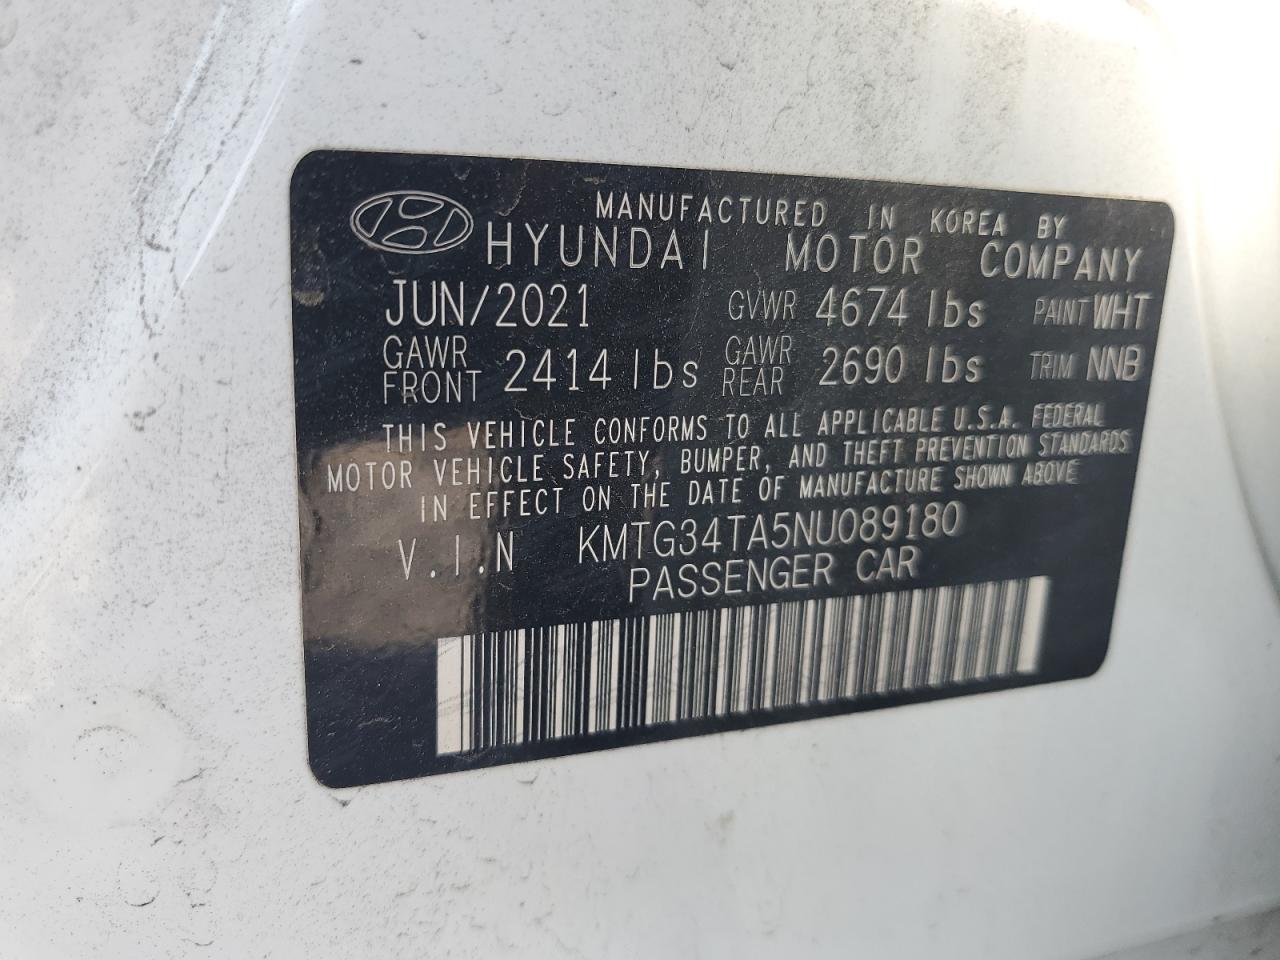 MANUFACTURED IN KOREA BY
HYUNDAI MOTOR COMPANY
JUN/2021 GVWR 4674 lbs PAINT WHT
GAWR FRONT 2414 lbs GAWR REAR 2690 lbs TRIM NNB
THIS VEHICLE CONFORMS TO ALL APPLICABLE U.S.A. FEDERAL
MOTOR VEHICLE SAFETY, BUMPER, AND THEFT PREVENTION STANDARDS
IN EFFECT ON THE DATE OF MANUFACTURE SHOWN ABOVE
V.I.N KMTG34TA5NU089180
PASSENGER CAR